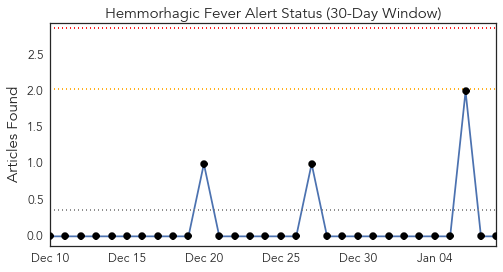 Hemmorhagic Fever Alert Status (30-Day Window)
Articles Found
2.5
2.0
1.5
1.0
0.5
0.0
Dec 10 Dec 15 Dec 20 Dec 25 Dec 30 Jan 04